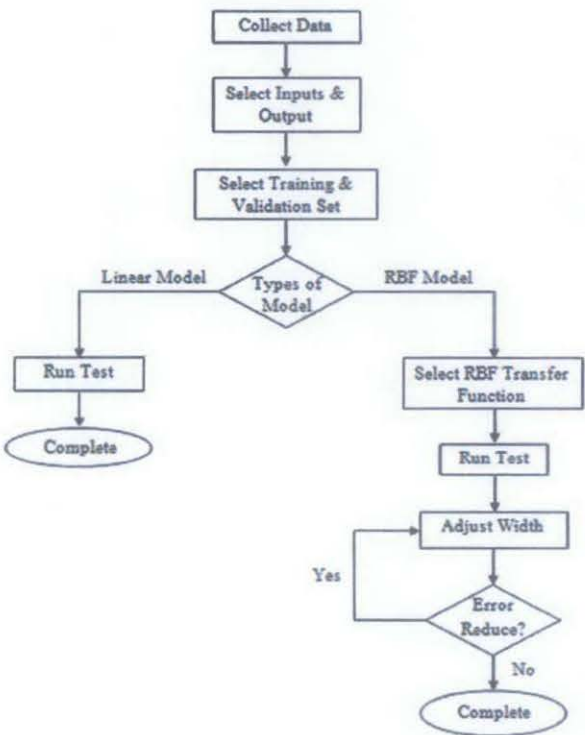 Collect Data
Select Inputs &
Output
Select Training &
Validation Set
Types of
Model
Linear Model
RBF Model
Run Test
Complete
Select RBF Transfer
Function
Run Test
Adjust Width
Yes
Error
Reduce?
No
Complete